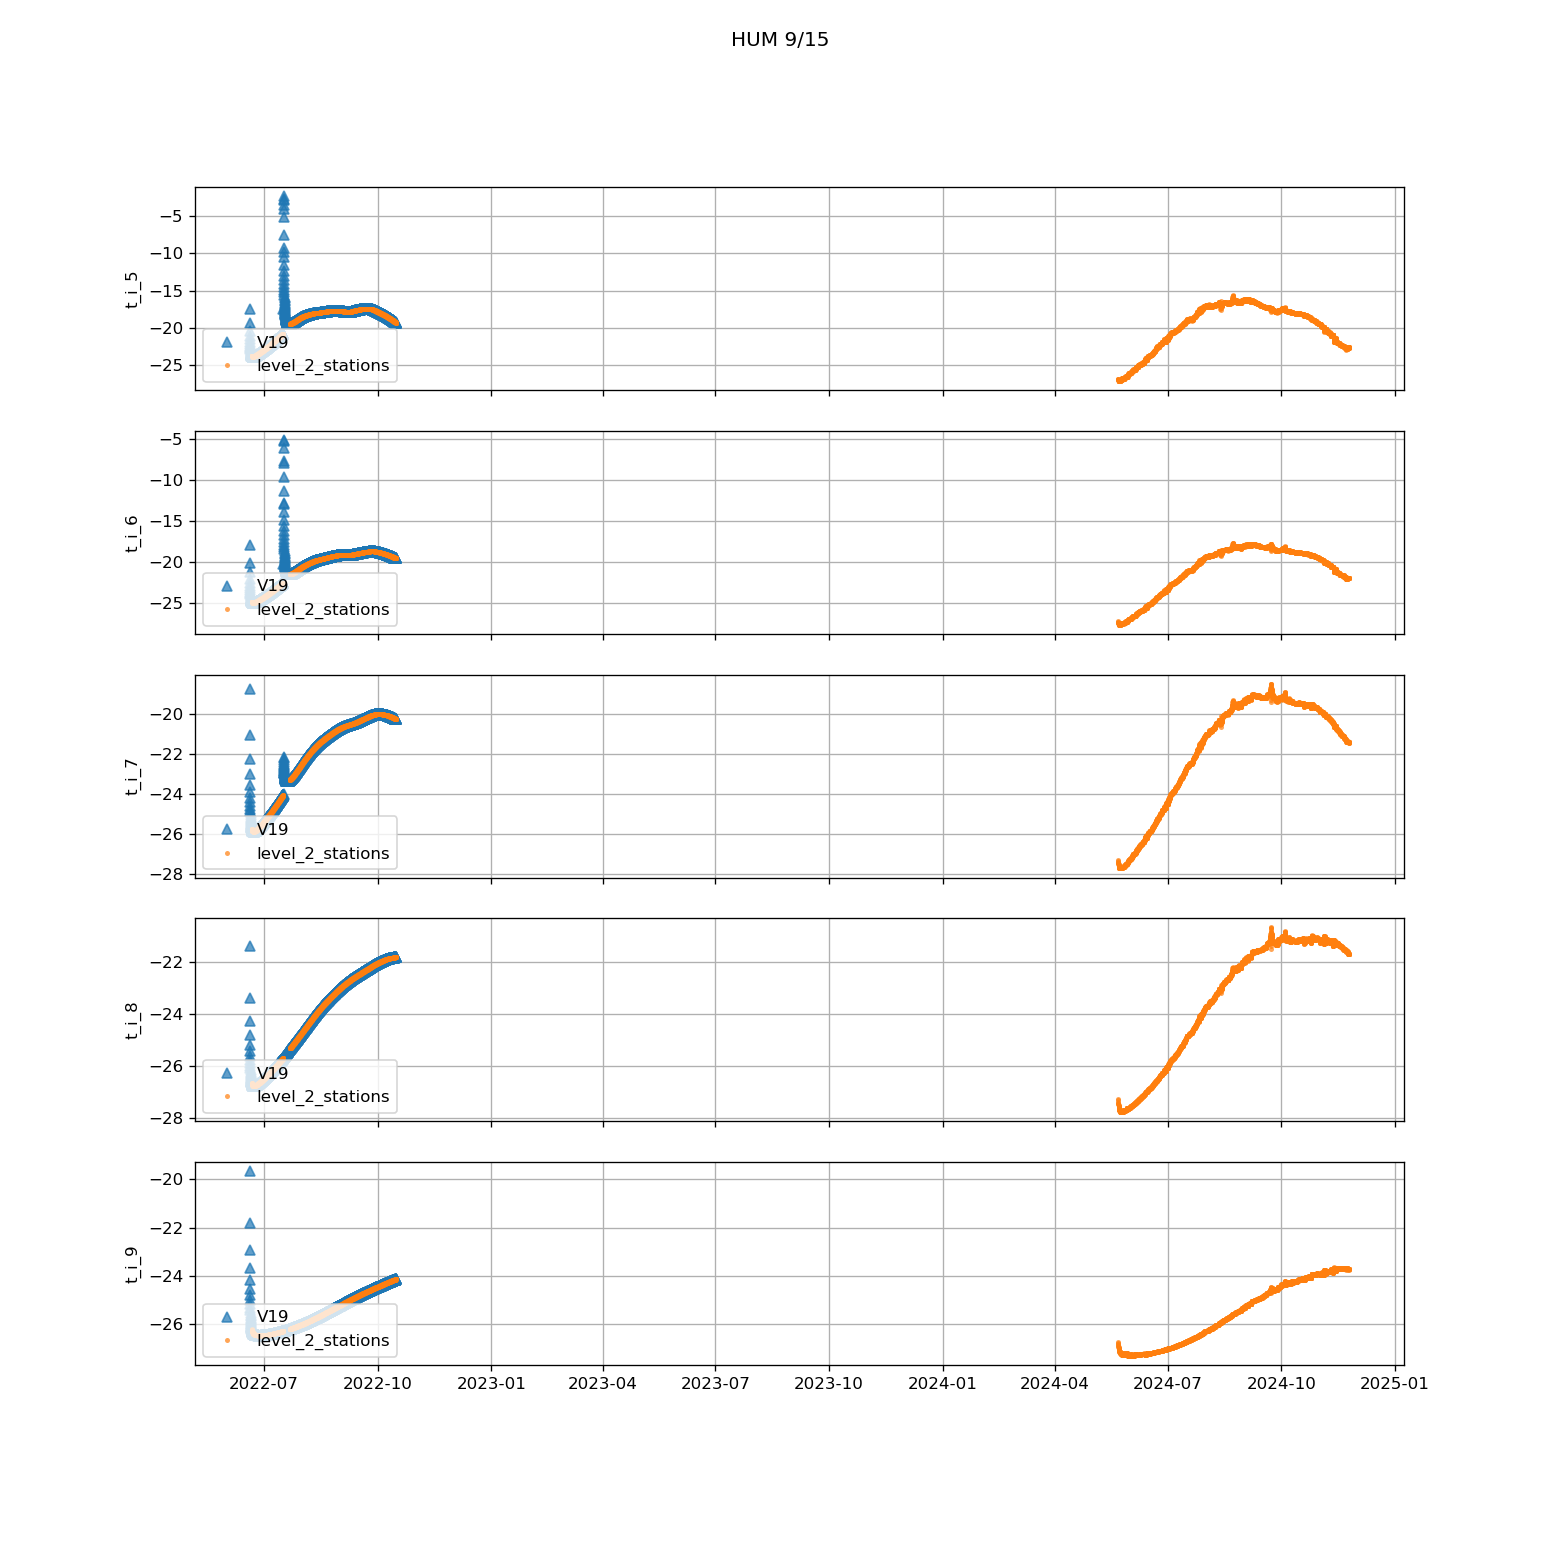 HUM 9/15
t_i_5
−5
−10
−15
−20
−25
V19
level_2_stations
t_i_6
−5
−10
−15
−20
−25
V19
level_2_stations
t_i_7
−20
−22
−24
−26
−28
V19
level_2_stations
t_i_8
−22
−24
−26
−28
V19
level_2_stations
t_i_9
−20
−22
−24
−26
V19
level_2_stations
2022-07 2022-10 2023-01 2023-04 2023-07 2023-10 2024-01 2024-04 2024-07 2024-10 2025-01